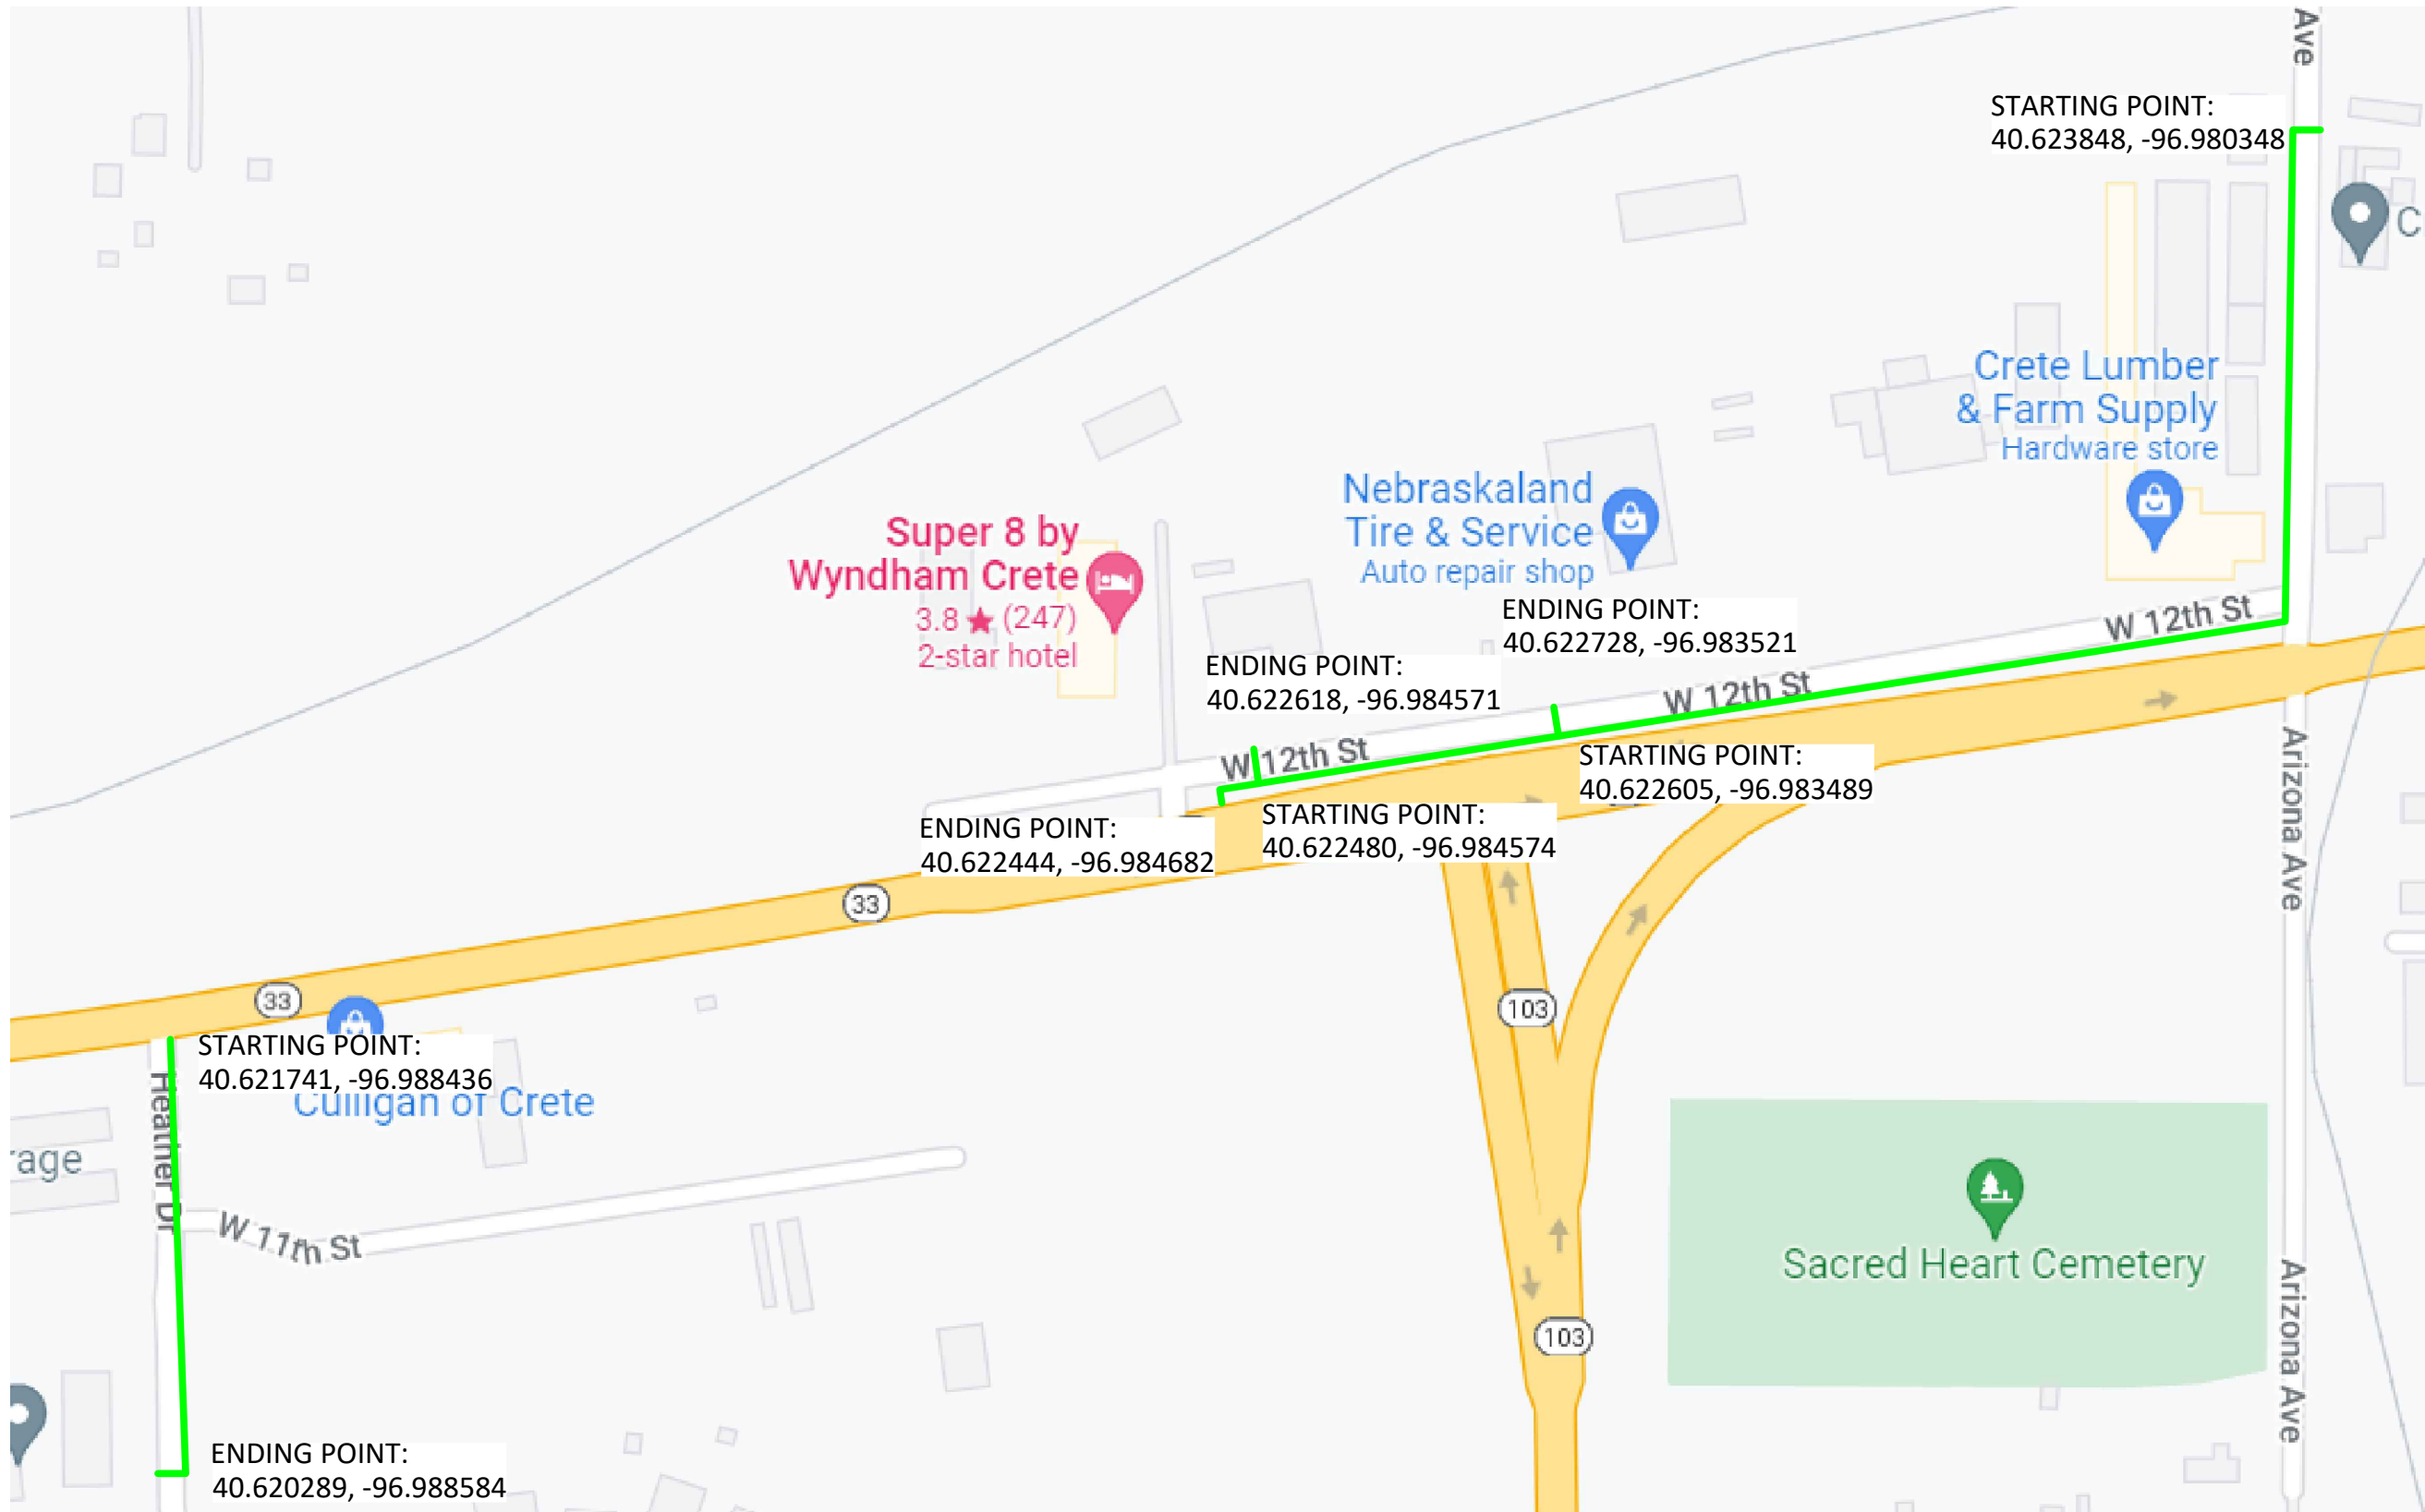 Ave
STARTING POINT:
40.623848, -96.980348
C
Crete Lumber
& Farm Supply
Hardware store
Nebraskaland
Tire & Service
Auto repair shop
Super 8 by
Wyndham Crete
3.8 ★ (247)
2-star hotel
ENDING POINT:
40.622728, -96.983521
W 12th St
ENDING POINT:
40.622618, -96.984571
W 12th St
W 12th St
STARTING POINT:
40.622605, -96.983489
STARTING POINT:
40.622480, -96.984574
ENDING POINT:
40.622444, -96.984682
Arizona Ave
33
33
103
STARTING POINT:
40.621741, -96.988436
Culligan of Crete
Heather Dr
rage
W 11th St
Sacred Heart Cemetery
103
Arizona Ave
ENDING POINT:
40.620289, -96.988584